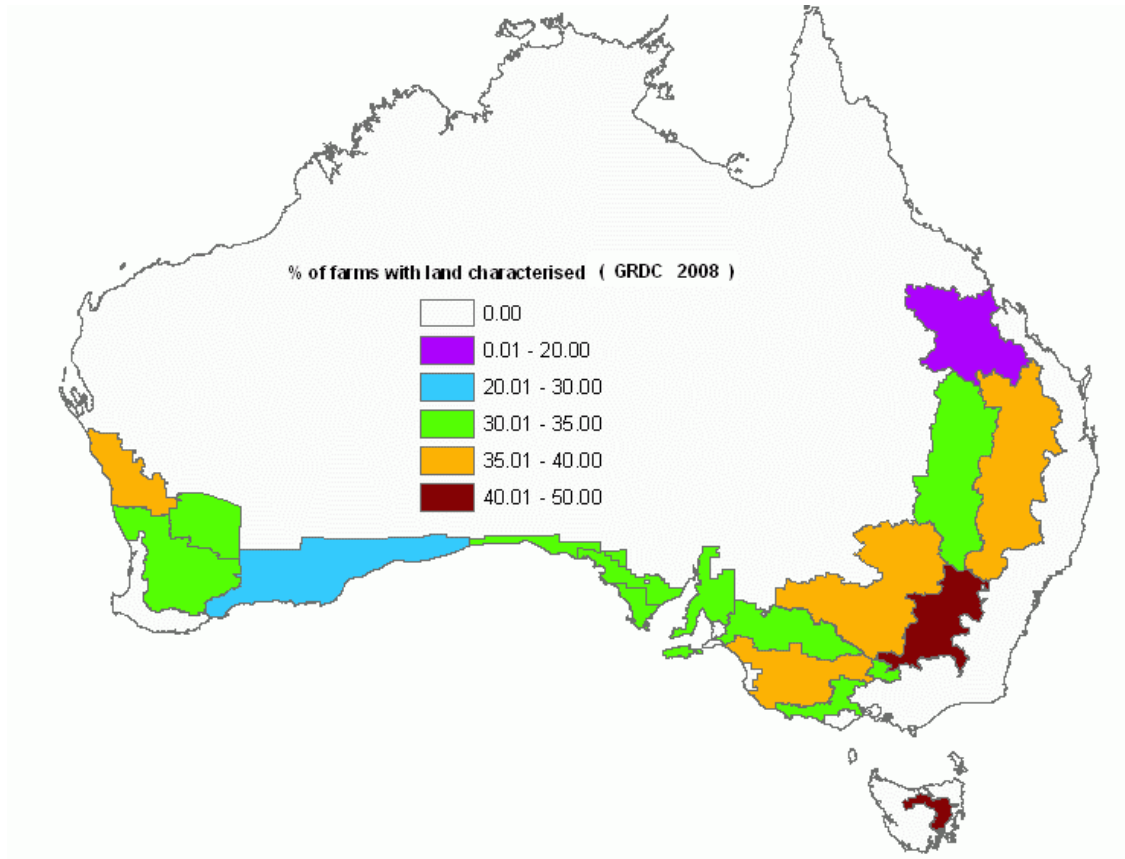 % of farms with land characterised ( GRDC 2008 )
0.00
0.01 - 20.00
20.01 - 30.00
30.01 - 35.00
35.01 - 40.00
40.01 - 50.00